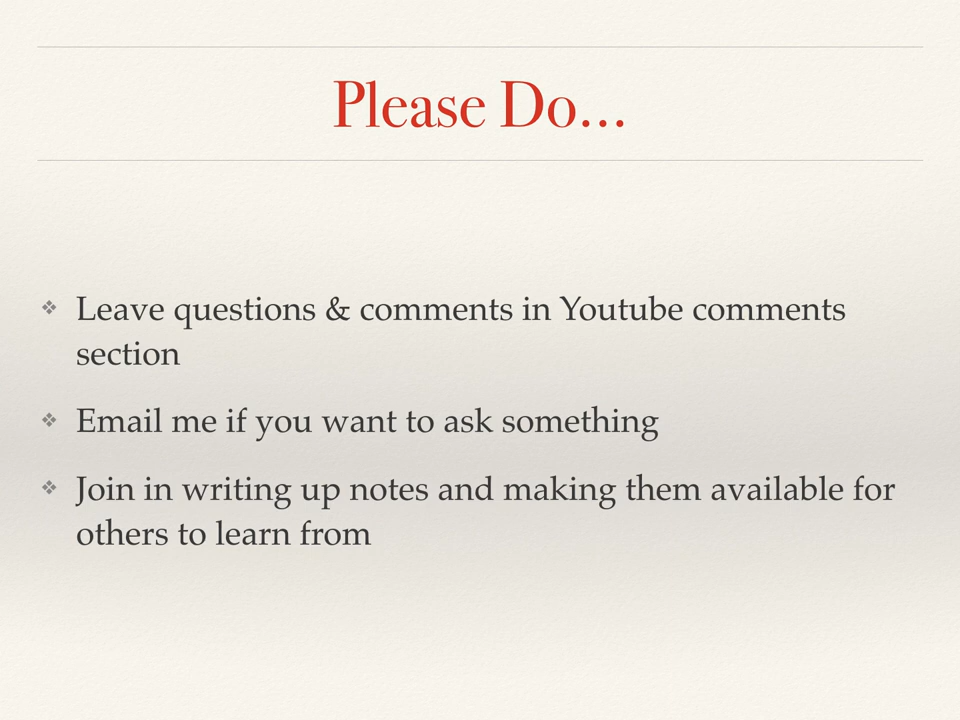 Please Do...
❖ Leave questions & comments in Youtube comments
section
❖ Email me if you want to ask something
❖ Join in writing up notes and making them available for
others to learn from